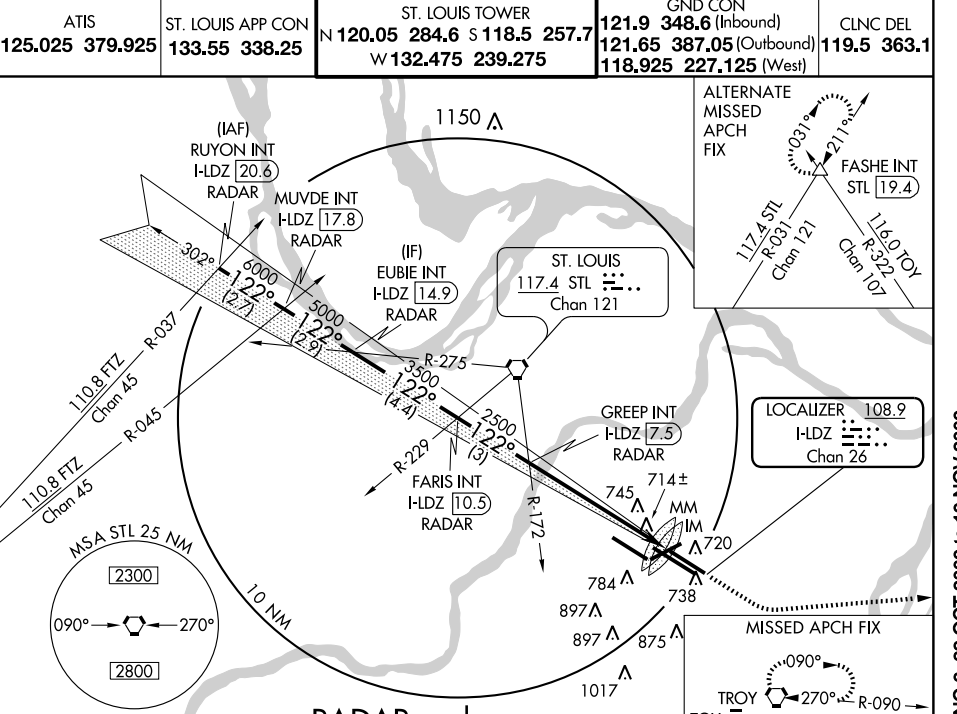 ATIS
125.025 379.925
ST. LOUIS APP CON
133.55 338.25
ST. LOUIS TOWER
N 120.05 284.6 S 118.5 257.7
W 132.475 239.275
GND CON
121.9 348.6 (Inbound)
121.65 387.05 (Outbound)
118.925 227.125 (West)
CLNC DEL
119.5 363.1
ALTERNATE
MISSED
APCH
FIX
031°
211°
FASHE INT
STL 19.4
117.4 STL
R-031
Chan 121
116.0 TOY
R-322
Chan 107
1150
(IAF)
RUYON INT
I-LDZ 20.6
RADAR
MUVDE INT
I-LDZ 17.8
RADAR
(IF)
EUBIE INT
I-LDZ 14.9
RADAR
ST. LOUIS
117.4 STL
Chan 121
302°
6000
122°
(2.7)
5000
122°
(2.9)
3500
122°
(4.4)
2500
122°
(3)
R-037
110.8 FTZ
Chan 45
R-045
110.8 FTZ
Chan 45
R-275
R-229
R-172
GREEP INT
I-LDZ 7.5
RADAR
FARIS INT
I-LDZ 10.5
RADAR
LOCALIZER 108.9
I-LDZ
Chan 26
745
714±
MM
IM
720
784
738
897
897
875
1017
MSA STL 25 NM
2300
090°
270°
2800
10 NM
MISSED APCH FIX
090°
TROY
270°
R-090
RADAR